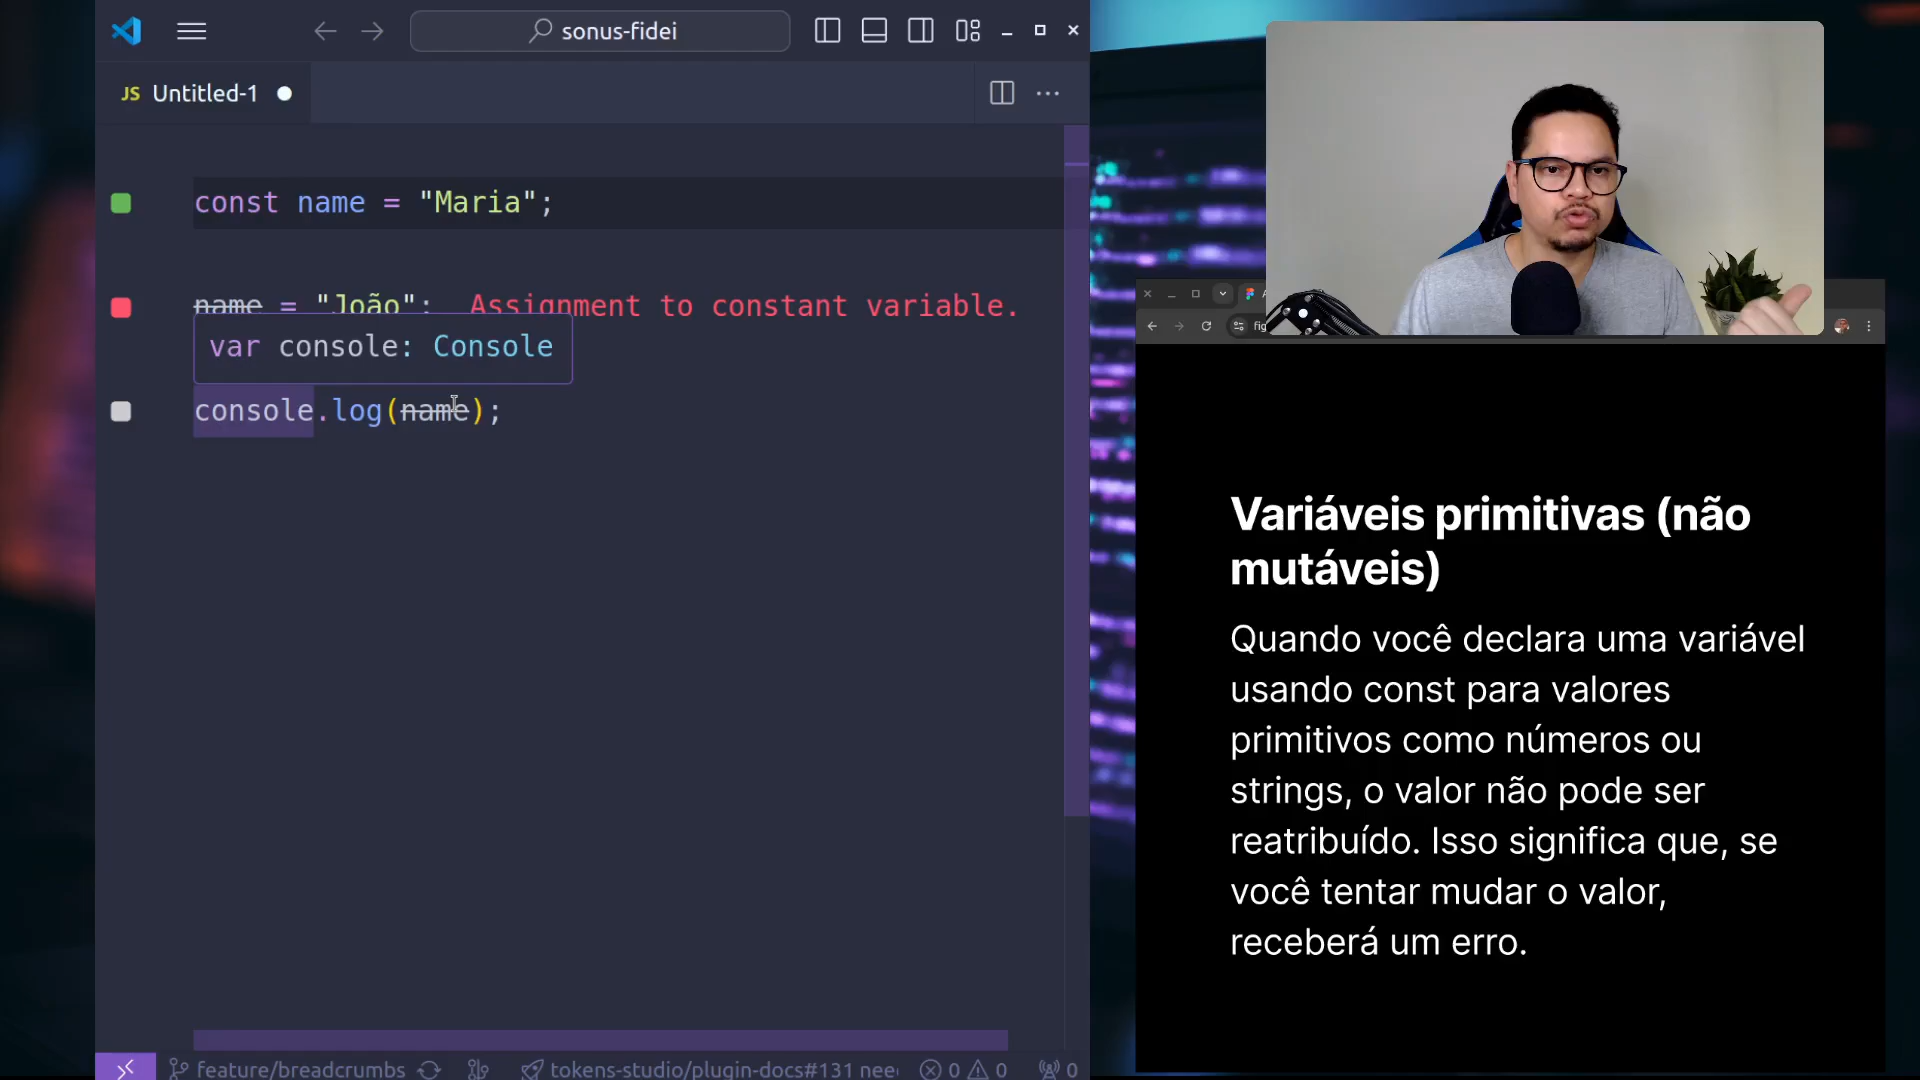 sonus-fidei
JS Untitled-1
const name = "Maria";
name = "João"; Assignment to constant variable.
var console: Console
console.log(name);
feature/breadcrumbs
tokens-studio/plugin-docs#131 nee
0 0
0
Variáveis primitivas (não
mutáveis)
Quando você declara uma variável
usando const para valores
primitivos como números ou
strings, o valor não pode ser
reatribuído. Isso significa que, se
você tentar mudar o valor,
receberá um erro.